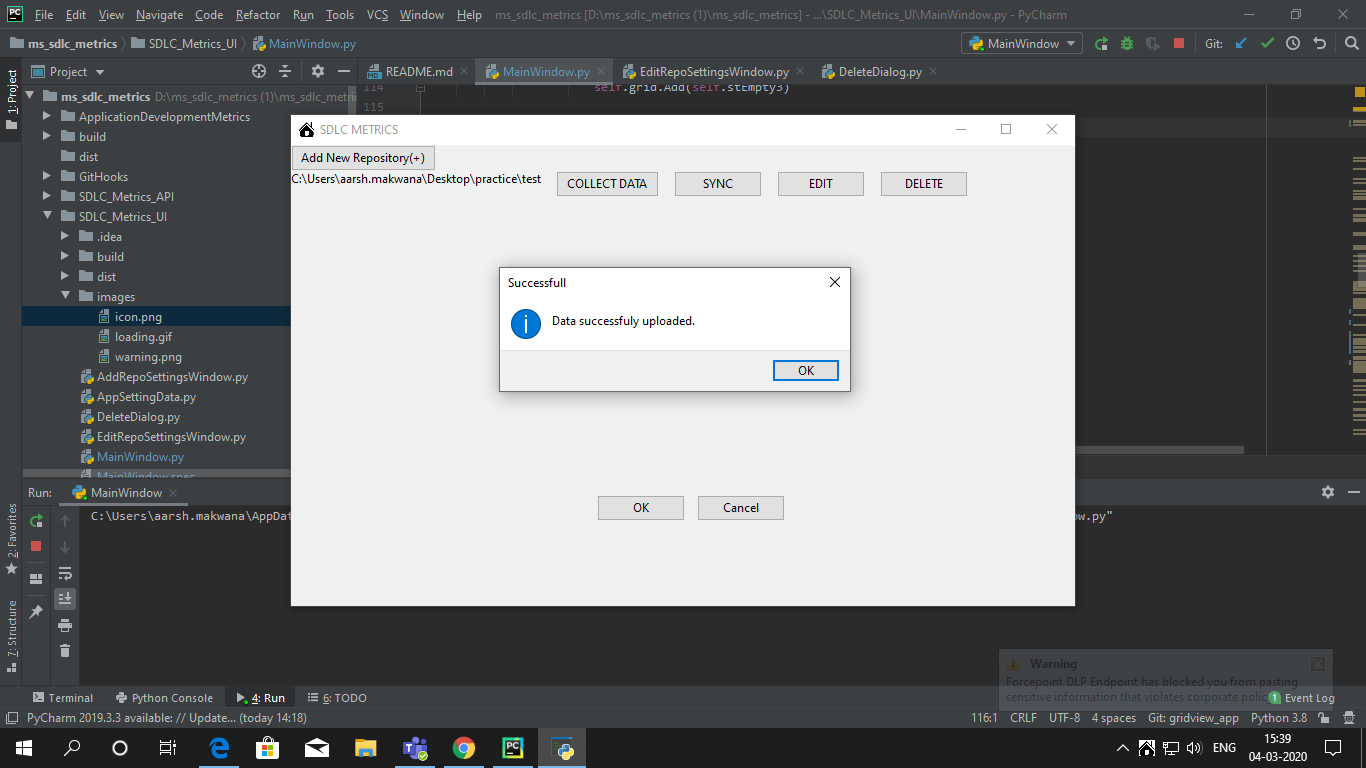 PC File Edit View Navigate Code Refactor Run Tools VCS Window Help ms_sdlc_metrics [D:\ms_sdlc_metrics (1)\ms_sdlc_metrics] - ...\SDLC_Metrics_UI\MainWindow.py - PyCharm
ms_sdlc_metrics SDLC_Metrics_UI MainWindow.py MainWindow Git:
1: Project Project README.md MainWindow.py EditRepoSettingsWindow.py DeleteDialog.py
114 self.grid.Add(self.stEmpty3)
115
ms_sdlc_metrics D:\ms_sdlc_metrics (1)\ms_sdlc_metri
ApplicationDevelopmentMetrics
build
dist
GitHooks
SDLC_Metrics_API
SDLC_Metrics_UI
.idea
build
dist
images
icon.png
loading.gif
warning.png
AddRepoSettingsWindow.py
AppSettingData.py
DeleteDialog.py
EditRepoSettingsWindow.py
MainWindow.py
MainWindow.spec
SDLC METRICS
Add New Repository(+)
C:\Users\aarsh.makwana\Desktop\practice\test COLLECT DATA SYNC EDIT DELETE
Successfull
Data successfuly uploaded.
OK
OK Cancel
Run: MainWindow
C:\Users\aarsh.makwana\AppDat ow.py"
2: Favorites
7: Structure
Warning
Forcepoint DLP Endpoint has blocked you from pasting
sensitive information that violates corporate polic
Terminal Python Console 4: Run 6: TODO 1 Event Log
PyCharm 2019.3.3 available: // Update... (today 14:18) 116:1 CRLF UTF-8 4 spaces Git: gridview_app Python 3.8
ENG 15:39
04-03-2020